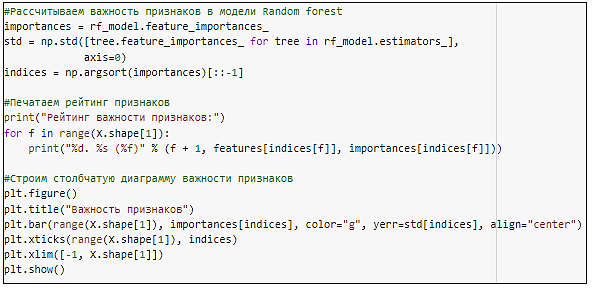 #Рассчитываем важность признаков в модели Random forest
importances = rf_model.feature_importances_
std = np.std([tree.feature_importances_ for tree in rf_model.estimators_],
             axis=0)
indices = np.argsort(importances)[::-1]

#Печатаем рейтинг признаков
print("Рейтинг важности признаков:")
for f in range(X.shape[1]):
    print("%d. %s (%f)" % (f + 1, features[indices[f]], importances[indices[f]]))

#Строим столбчатую диаграмму важности признаков
plt.figure()
plt.title("Важность признаков")
plt.bar(range(X.shape[1]), importances[indices], color="g", yerr=std[indices], align="center")
plt.xticks(range(X.shape[1]), indices)
plt.xlim([-1, X.shape[1]])
plt.show()